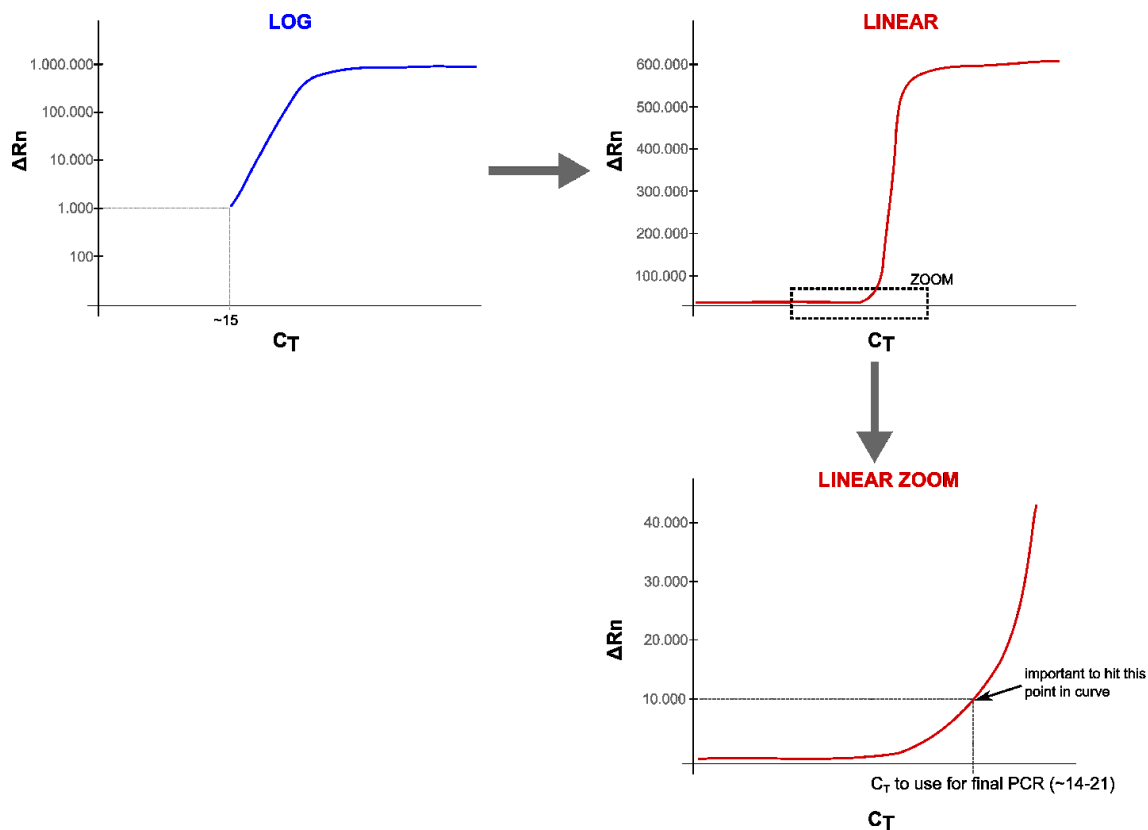 LOG
1.000.000
100.000
10.000
1.000
100
ΔRn
~15
CT
LINEAR
600.000
500.000
400.000
300.000
200.000
100.000
ΔRn
ZOOM
CT
LINEAR ZOOM
40.000
30.000
20.000
10.000
ΔRn
important to hit this
point in curve
CT to use for final PCR (~14-21)
CT